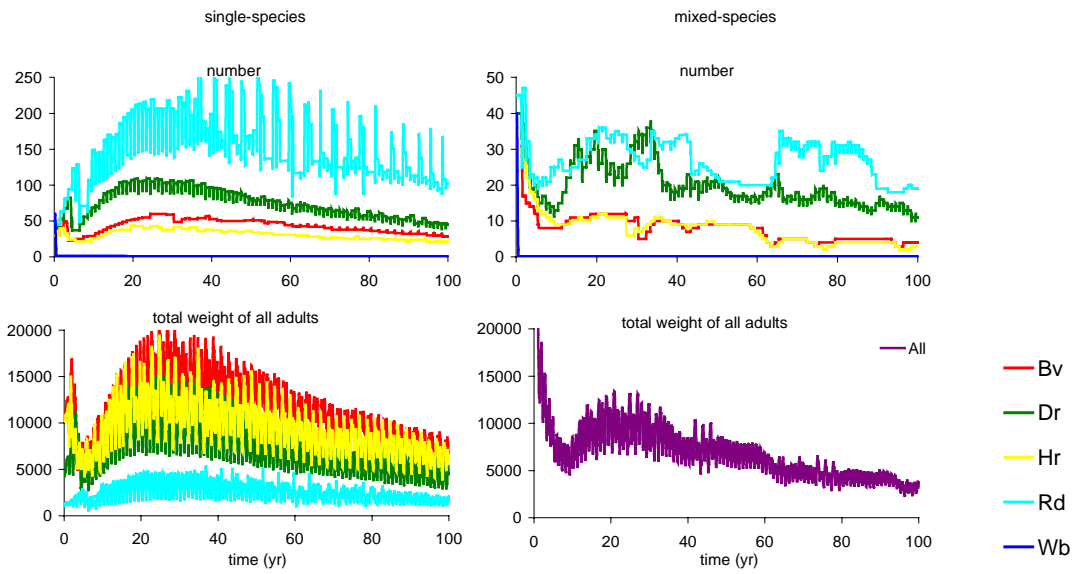 single-species
mixed-species
number
number
250
200
150
100
50
0
0 20 40 60 80 100
50
40
30
20
10
0
0 20 40 60 80 100
total weight of all adults
total weight of all adults
20000
15000
10000
5000
0
0 20 40 60 80 100
time (yr)
20000
15000
10000
5000
0
0 20 40 60 80 100
time (yr)
All
Bv
Dr
Hr
Rd
Wb